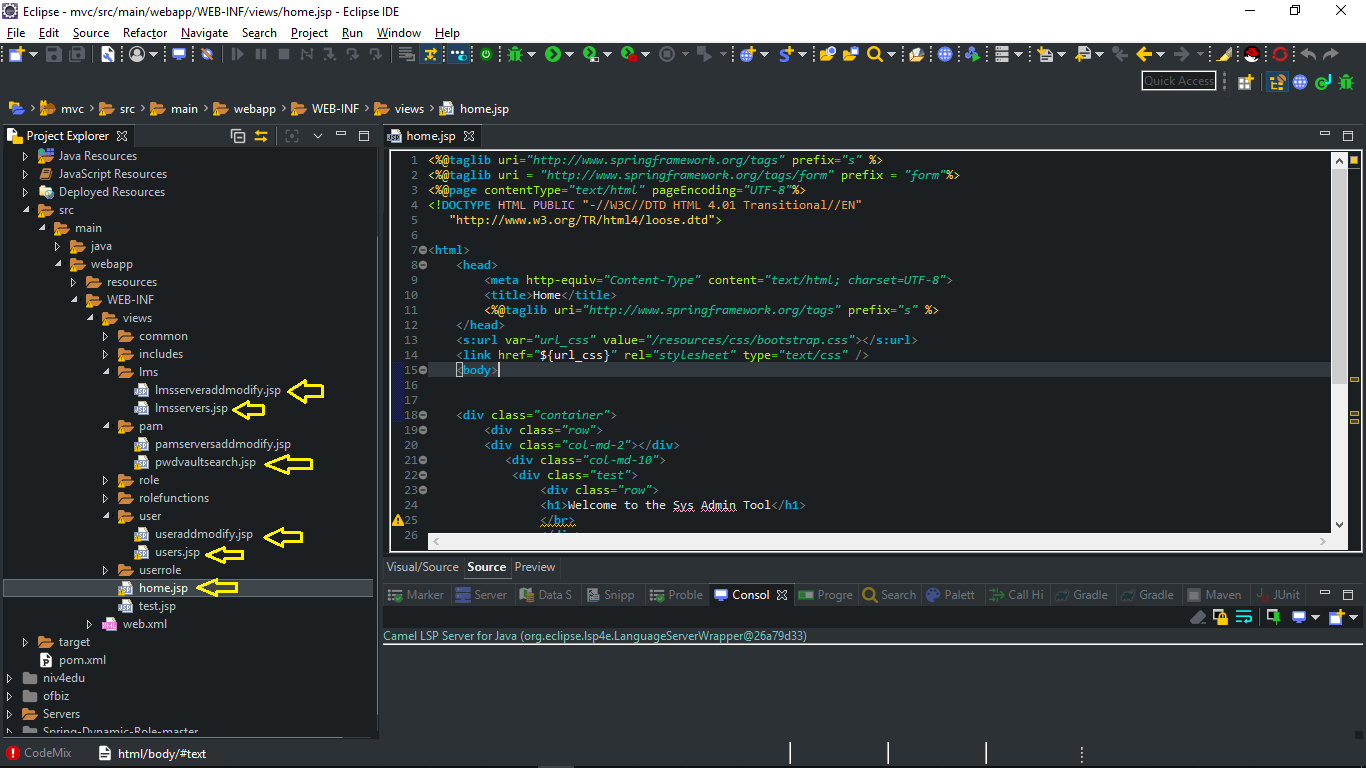 Eclipse - mvc/src/main/webapp/WEB-INF/views/home.jsp - Eclipse IDE
File Edit Source Refactor Navigate Search Project Run Window Help
Quick Access
mvc src main webapp WEB-INF views home.jsp
Project Explorer
Java Resources
JavaScript Resources
Deployed Resources
src
main
java
webapp
resources
WEB-INF
views
common
includes
lms
lmsserveraddmodify.jsp
lmsservers.jsp
pam
pamserversaddmodify.jsp
pwdvaultsearch.jsp
role
rolefunctions
user
useraddmodify.jsp
users.jsp
userrole
home.jsp
test.jsp
web.xml
target
pom.xml
niv4edu
ofbiz
Servers
Spring-Dynamic-Role-master
home.jsp
1 <%@taglib uri="http://www.springframework.org/tags" prefix="s" %>
2 <%@taglib uri = "http://www.springframework.org/tags/form" prefix = "form"%>
3 <%@page contentType="text/html" pageEncoding="UTF-8"%>
4 <!DOCTYPE HTML PUBLIC "-//W3C//DTD HTML 4.01 Transitional//EN"
5 "http://www.w3.org/TR/html4/loose.dtd">
6
7 <html>
8 <head>
9 <meta http-equiv="Content-Type" content="text/html; charset=UTF-8">
10 <title>Home</title>
11 <%@taglib uri="http://www.springframework.org/tags" prefix="s" %>
12 </head>
13 <s:url var="url_css" value="/resources/css/bootstrap.css"></s:url>
14 <link href="${url_css}" rel="stylesheet" type="text/css" />
15 <body>
16
17
18 <div class="container">
19 <div class="row">
20 <div class="col-md-2"></div>
21 <div class="col-md-10">
22 <div class="test">
23 <div class="row">
24 <h1>Welcome to the Sys Admin Tool</h1>
25 </br>
26
Visual/Source Source Preview
Marker Server Data S Snipp Proble Consol Progre Search Palett Call Hi Gradle Gradle Maven JUnit
Camel LSP Server for Java (org.eclipse.lsp4e.LanguageServerWrapper@26a79d33)
CodeMix html/body/#text